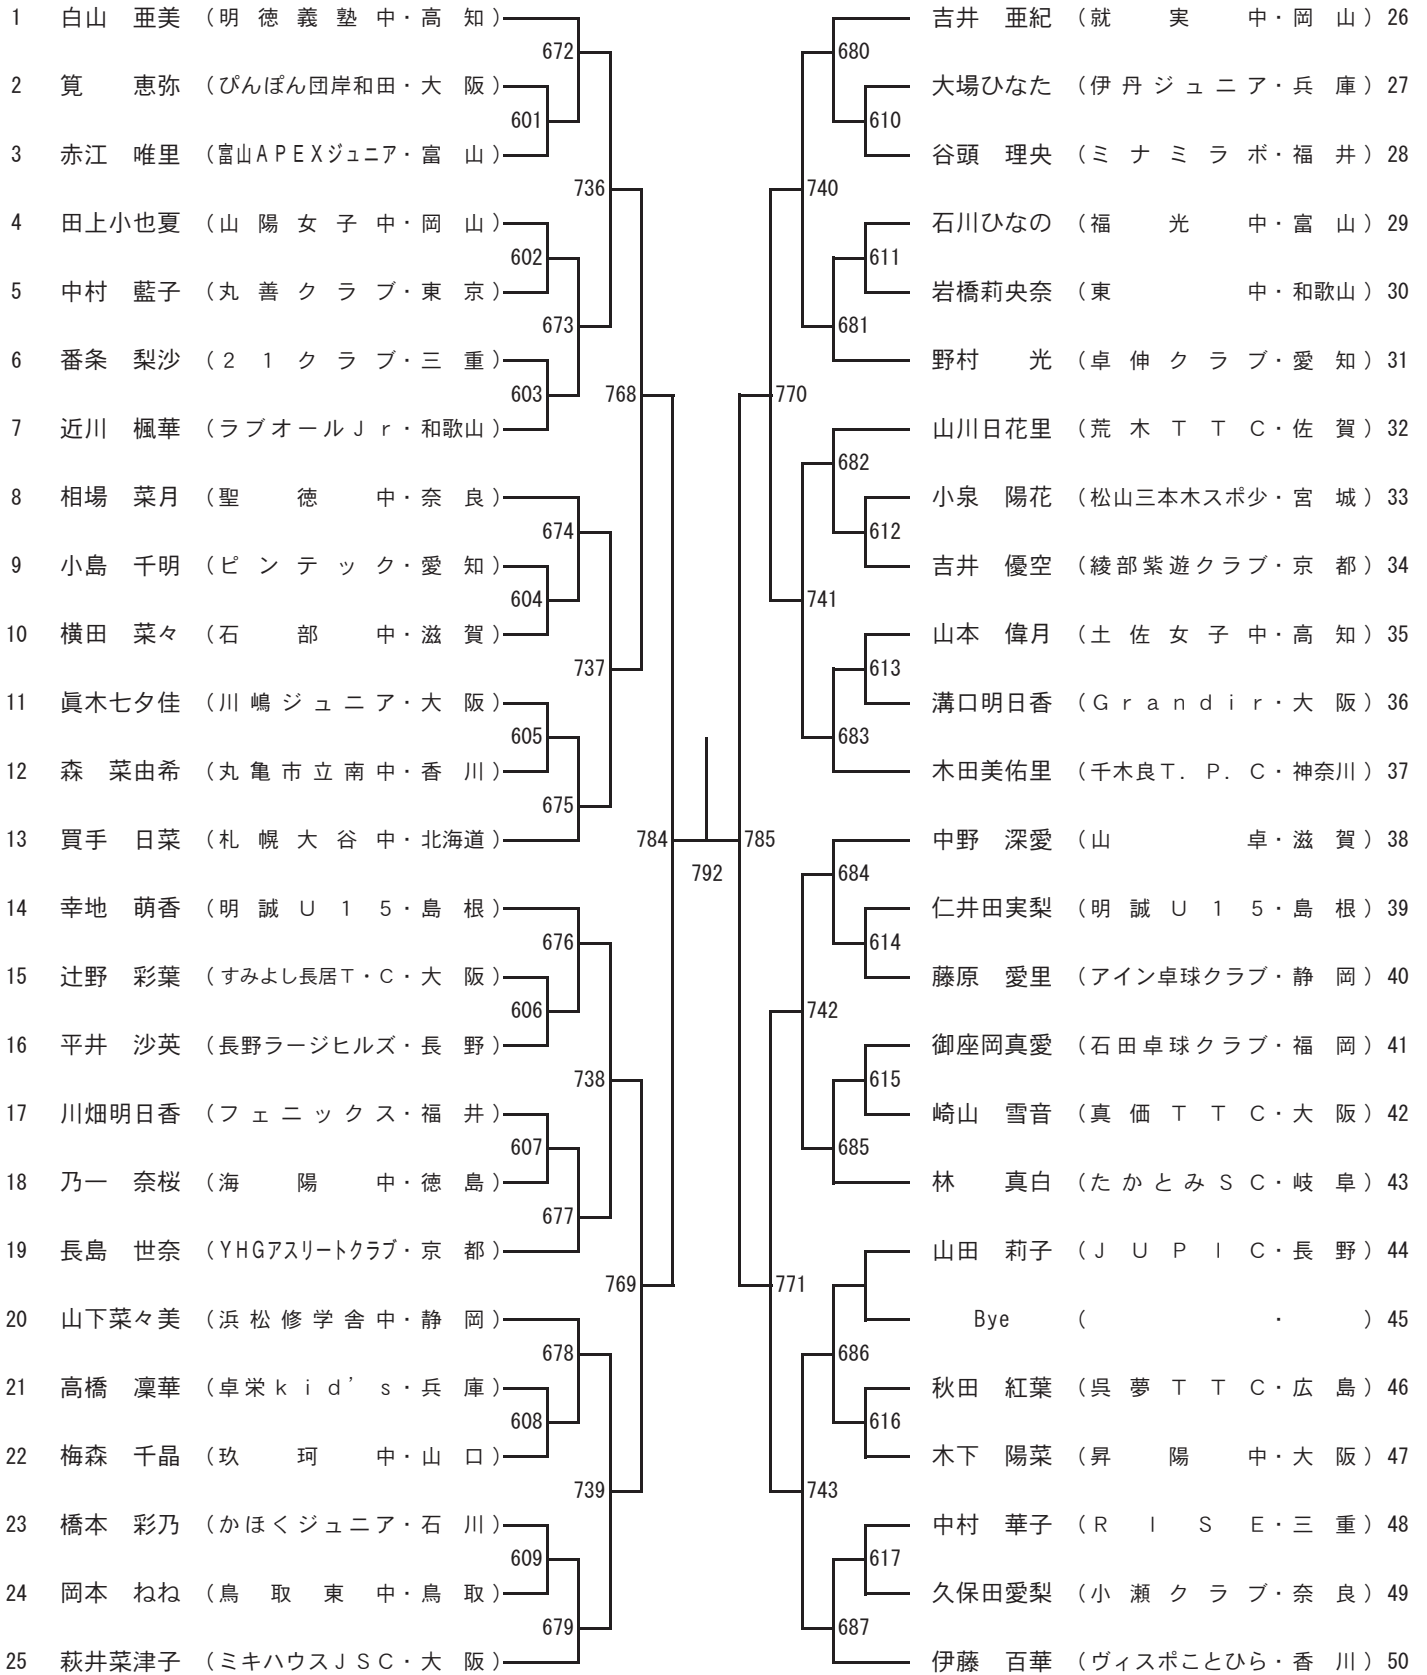 1 白山 亜美 (明徳義塾中・高知)
2 筧 恵弥 (ぴんぽん団岸和田・大阪)
3 赤江 唯里 (富山APEXジュニア・富山)
4 田上小也夏 (山陽女子中・岡山)
5 中村 藍子 (丸善クラブ・東京)
6 番条 梨沙 (21クラブ・三重)
7 近川 楓華 (ラブオールJr・和歌山)
8 相場 菜月 (聖徳中・奈良)
9 小島 千明 (ピンテック・愛知)
10 横田 菜々 (石部中・滋賀)
11 眞木七夕佳 (川嶋ジュニア・大阪)
12 森 菜由希 (丸亀市立南中・香川)
13 買手 日菜 (札幌大谷中・北海道)
14 幸地 萌香 (明誠U15・島根)
15 辻野 彩葉 (すみよし長居T・C・大阪)
16 平井 沙英 (長野ラージヒルズ・長野)
17 川畑明日香 (フェニックス・福井)
18 乃一 奈桜 (海陽中・徳島)
19 長島 世奈 (YHGアスリートクラブ・京都)
20 山下菜々美 (浜松修学舎中・静岡)
21 高橋 凜華 (卓栄kid's・兵庫)
22 梅森 千晶 (玖珂中・山口)
23 橋本 彩乃 (かほくジュニア・石川)
24 岡本 ねね (鳥取東中・鳥取)
25 萩井菜津子 (ミキハウスJSC・大阪)
672
601
736
602
673
603
768
674
604
737
605
675
784
676
606
738
607
677
769
678
608
739
609
679
792
680
610
740
611
681
770
682
612
741
613
683
785
684
614
742
615
685
771
686
616
743
617
687
吉井 亜紀 (就実中・岡山) 26
大場ひなた (伊丹ジュニア・兵庫) 27
谷頭 理央 (ミナミラボ・福井) 28
石川ひなの (福光中・富山) 29
岩橋莉央奈 (東中・和歌山) 30
野村 光 (卓伸クラブ・愛知) 31
山川日花里 (荒木TTC・佐賀) 32
小泉 陽花 (松山三本木スポ少・宮城) 33
吉井 優空 (綾部紫遊クラブ・京都) 34
山本 偉月 (土佐女子中・高知) 35
溝口明日香 (Grandir・大阪) 36
木田美佑里 (千木良T.P.C・神奈川) 37
中野 深愛 (山卓・滋賀) 38
仁井田実梨 (明誠U15・島根) 39
藤原 愛里 (アイン卓球クラブ・静岡) 40
御座岡真愛 (石田卓球クラブ・福岡) 41
崎山 雪音 (真価TTC・大阪) 42
林 真白 (たかとみSC・岐阜) 43
山田 莉子 (JUPIC・長野) 44
Bye ( ・ ) 45
秋田 紅葉 (呉夢TTC・広島) 46
木下 陽菜 (昇陽中・大阪) 47
中村 華子 (RISE・三重) 48
久保田愛梨 (小瀬クラブ・奈良) 49
伊藤 百華 (ヴィスポことひら・香川) 50